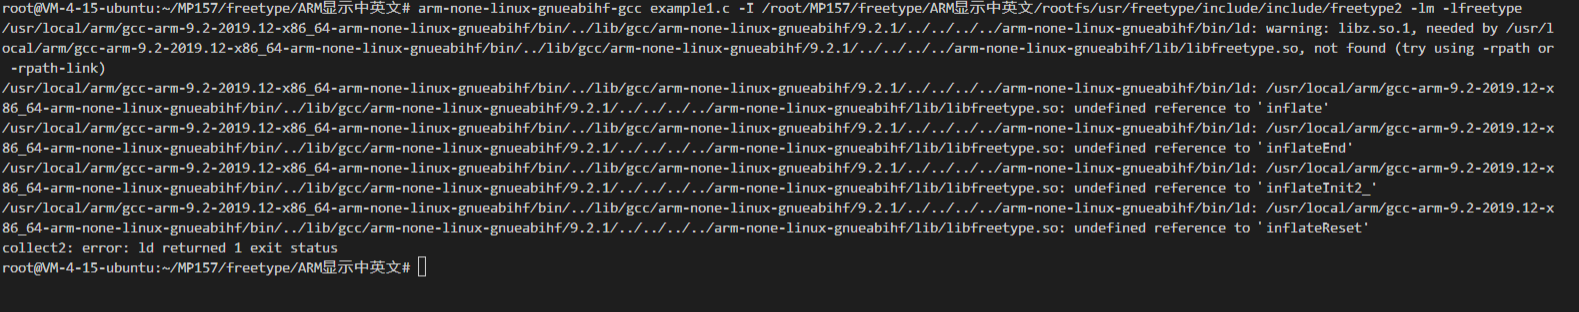 root@VM-4-15-ubuntu:~/MP157/freetype/ARM显示中英文# arm-none-linux-gnueabihf-gcc example1.c -I /root/MP157/freetype/ARM显示中英文/rootfs/usr/freetype/include/include/freetype2 -lm -lfreetype
/usr/local/arm/gcc-arm-9.2-2019.12-x86_64-arm-none-linux-gnueabihf/bin/../lib/gcc/arm-none-linux-gnueabihf/9.2.1/../../../../arm-none-linux-gnueabihf/bin/ld: warning: libz.so.1, needed by /usr/l
ocal/arm/gcc-arm-9.2-2019.12-x86_64-arm-none-linux-gnueabihf/bin/../lib/gcc/arm-none-linux-gnueabihf/9.2.1/../../../../arm-none-linux-gnueabihf/lib/libfreetype.so, not found (try using -rpath or
 -rpath-link)
/usr/local/arm/gcc-arm-9.2-2019.12-x86_64-arm-none-linux-gnueabihf/bin/../lib/gcc/arm-none-linux-gnueabihf/9.2.1/../../../../arm-none-linux-gnueabihf/bin/ld: /usr/local/arm/gcc-arm-9.2-2019.12-x
86_64-arm-none-linux-gnueabihf/bin/../lib/gcc/arm-none-linux-gnueabihf/9.2.1/../../../../arm-none-linux-gnueabihf/lib/libfreetype.so: undefined reference to `inflate'
/usr/local/arm/gcc-arm-9.2-2019.12-x86_64-arm-none-linux-gnueabihf/bin/../lib/gcc/arm-none-linux-gnueabihf/9.2.1/../../../../arm-none-linux-gnueabihf/bin/ld: /usr/local/arm/gcc-arm-9.2-2019.12-x
86_64-arm-none-linux-gnueabihf/bin/../lib/gcc/arm-none-linux-gnueabihf/9.2.1/../../../../arm-none-linux-gnueabihf/lib/libfreetype.so: undefined reference to `inflateEnd'
/usr/local/arm/gcc-arm-9.2-2019.12-x86_64-arm-none-linux-gnueabihf/bin/../lib/gcc/arm-none-linux-gnueabihf/9.2.1/../../../../arm-none-linux-gnueabihf/bin/ld: /usr/local/arm/gcc-arm-9.2-2019.12-x
86_64-arm-none-linux-gnueabihf/bin/../lib/gcc/arm-none-linux-gnueabihf/9.2.1/../../../../arm-none-linux-gnueabihf/lib/libfreetype.so: undefined reference to `inflateInit2_'
/usr/local/arm/gcc-arm-9.2-2019.12-x86_64-arm-none-linux-gnueabihf/bin/../lib/gcc/arm-none-linux-gnueabihf/9.2.1/../../../../arm-none-linux-gnueabihf/bin/ld: /usr/local/arm/gcc-arm-9.2-2019.12-x
86_64-arm-none-linux-gnueabihf/bin/../lib/gcc/arm-none-linux-gnueabihf/9.2.1/../../../../arm-none-linux-gnueabihf/lib/libfreetype.so: undefined reference to `inflateReset'
collect2: error: ld returned 1 exit status
root@VM-4-15-ubuntu:~/MP157/freetype/ARM显示中英文#